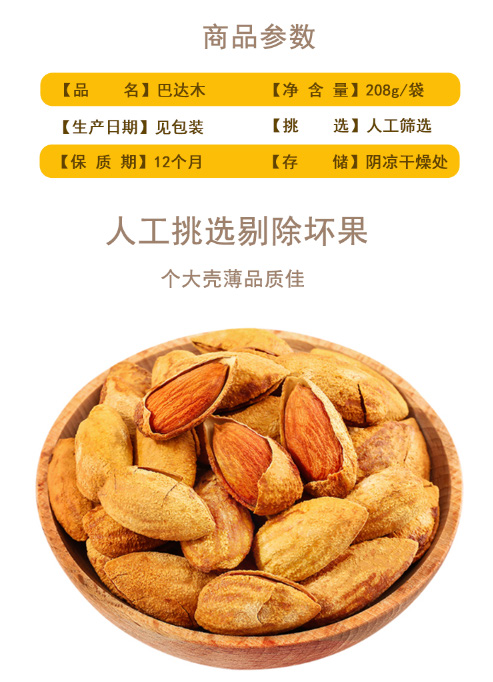 商品参数
【品 名】巴达木 【净 含 量】208g/袋
【生产日期】见包装 【挑 选】人工筛选
【保 质 期】12个月 【存 储】阴凉干燥处
人工挑选剔除坏果
个大壳薄品质佳